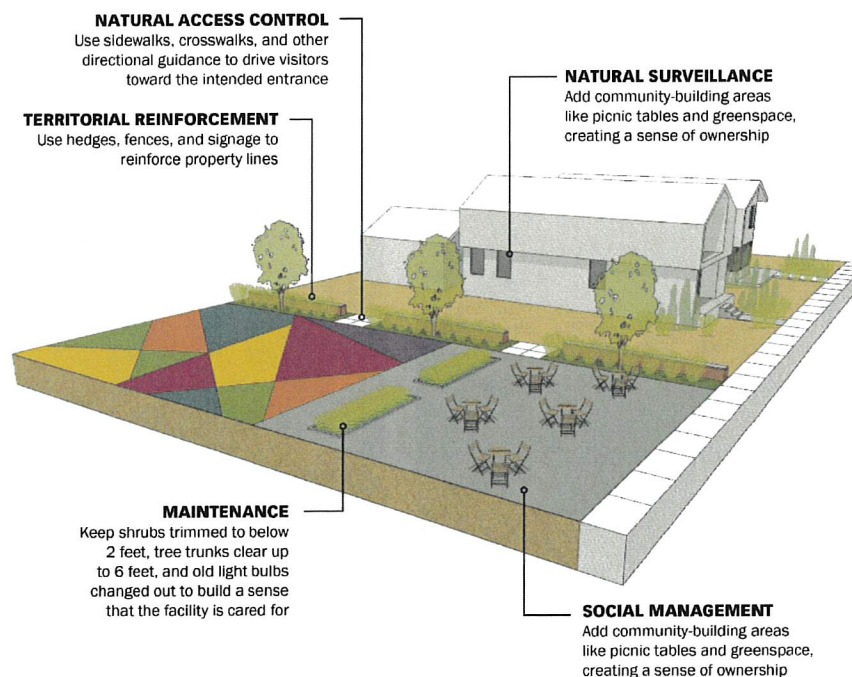 NATURAL ACCESS CONTROL
Use sidewalks, crosswalks, and other
directional guidance to drive visitors
toward the intended entrance
TERRITORIAL REINFORCEMENT
Use hedges, fences, and signage to
reinforce property lines
NATURAL SURVEILLANCE
Add community-building areas
like picnic tables and greenspace,
creating a sense of ownership
MAINTENANCE
Keep shrubs trimmed to below
2 feet, tree trunks clear up
to 6 feet, and old light bulbs
changed out to build a sense
that the facility is cared for
SOCIAL MANAGEMENT
Add community-building areas
like picnic tables and greenspace,
creating a sense of ownership